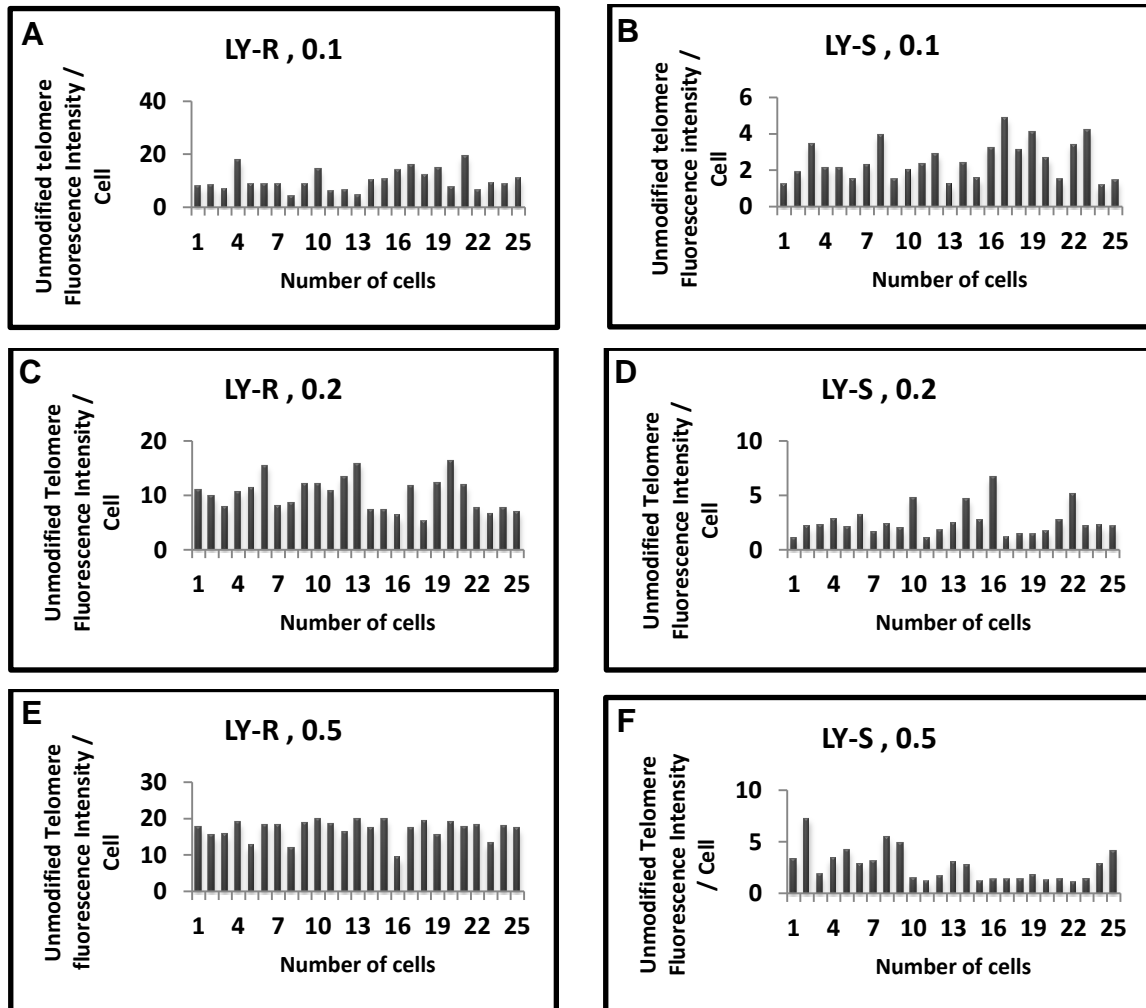 A
LY-R , 0.1
Unmodified telomere
Fluorescence Intensity /
Cell
40
20
0
1 4 7 10 13 16 19 22 25
Number of cells
B
LY-S , 0.1
Unmodified telomere
Fluorescence intensity /
Cell
6
4
2
0
1 4 7 10 13 16 19 22 25
Number of cells
C
LY-R , 0.2
Unmodified Telomere
Fluorescence Intensity /
Cell
20
10
0
1 4 7 10 13 16 19 22 25
Number of cells
D
LY-S , 0.2
Unmodified Telomere
Fluorescence Intensity /
Cell
10
5
0
1 4 7 10 13 16 19 22 25
Number of cells
E
LY-R , 0.5
Unmodified Telomere
fluorescence Intensity /
Cell
30
20
10
0
1 4 7 10 13 16 19 22 25
Number of cells
F
LY-S , 0.5
Unmodified Telomere
Fluorescence Intensity
/ Cell
10
5
0
1 4 7 10 13 16 19 22 25
Number of cells